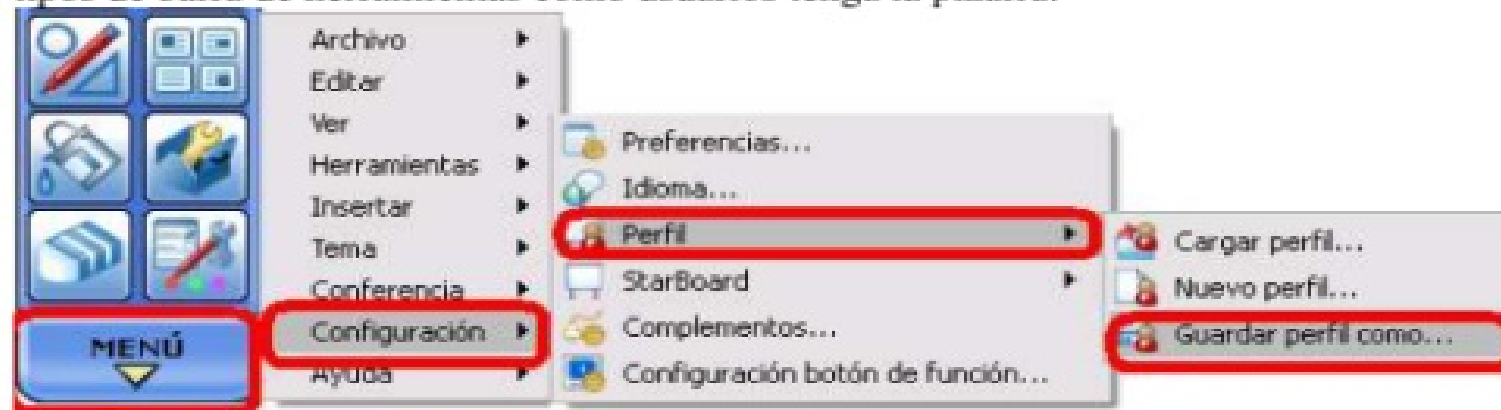 Archivo
Editar
Ver
Herramientas
Insertar
Tema
Conferencia
Configuración
Ayuda
MENÚ
Preferencias...
Idioma...
Perfil
StarBoard
Complementos...
Configuración botón de función...
Cargar perfil...
Nuevo perfil...
Guardar perfil como...